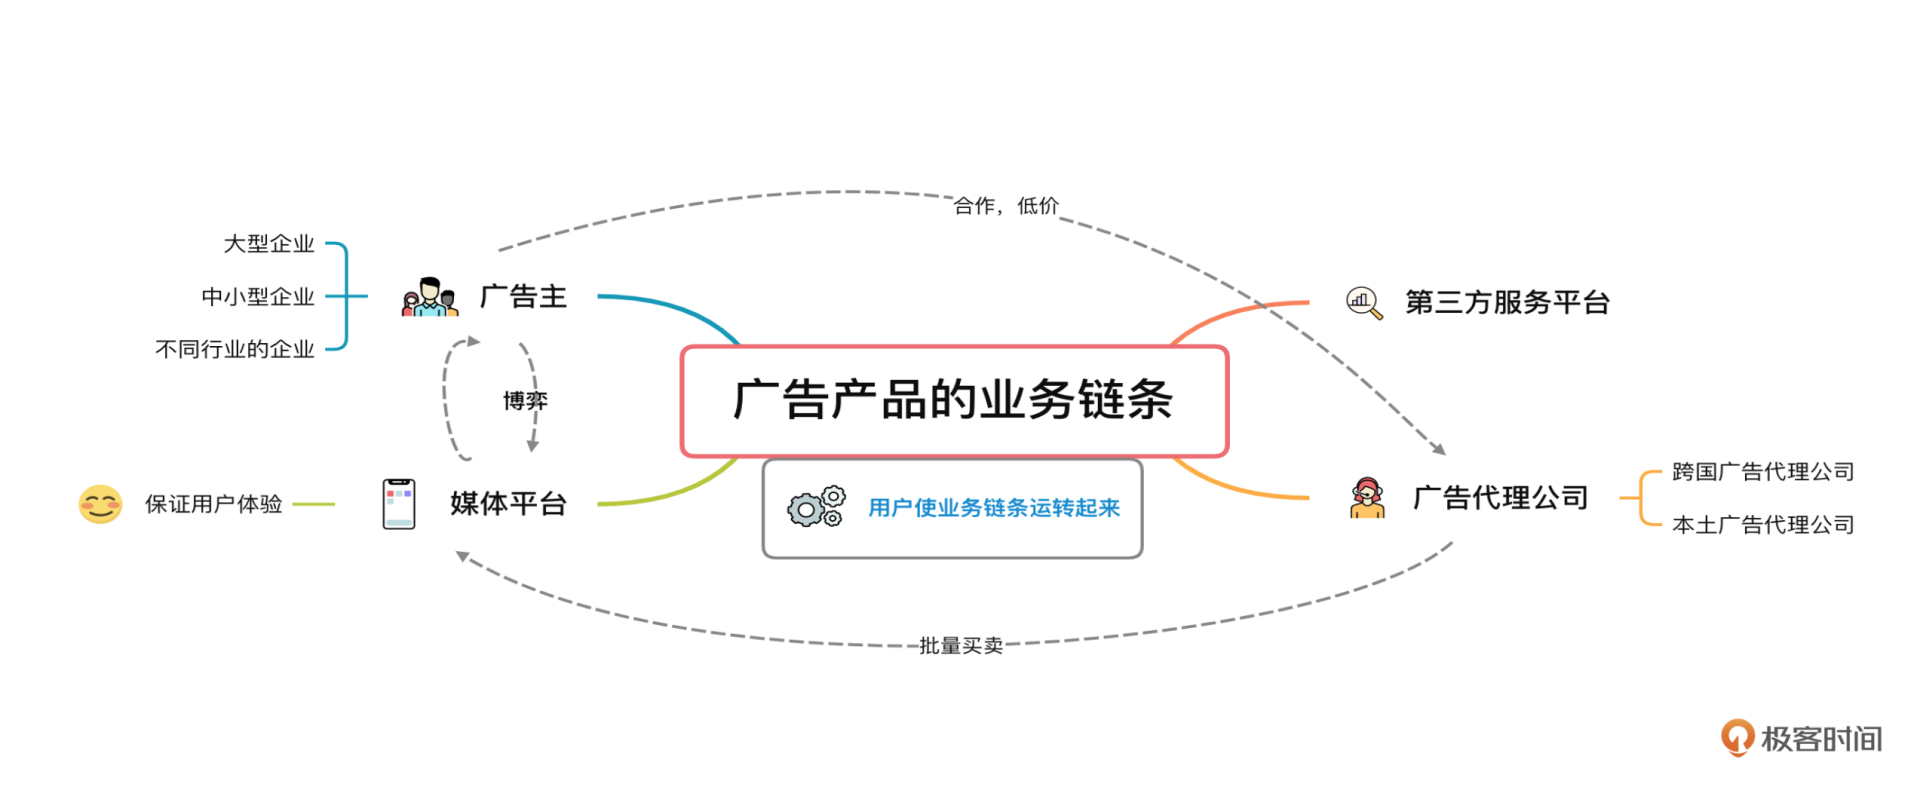 合作，低价
大型企业
中小型企业
不同行业的企业
广告主
第三方服务平台
博弈
广告产品的业务链条
用户使业务链条运转起来
保证用户体验
媒体平台
广告代理公司
跨国广告代理公司
本土广告代理公司
批量买卖
极客时间